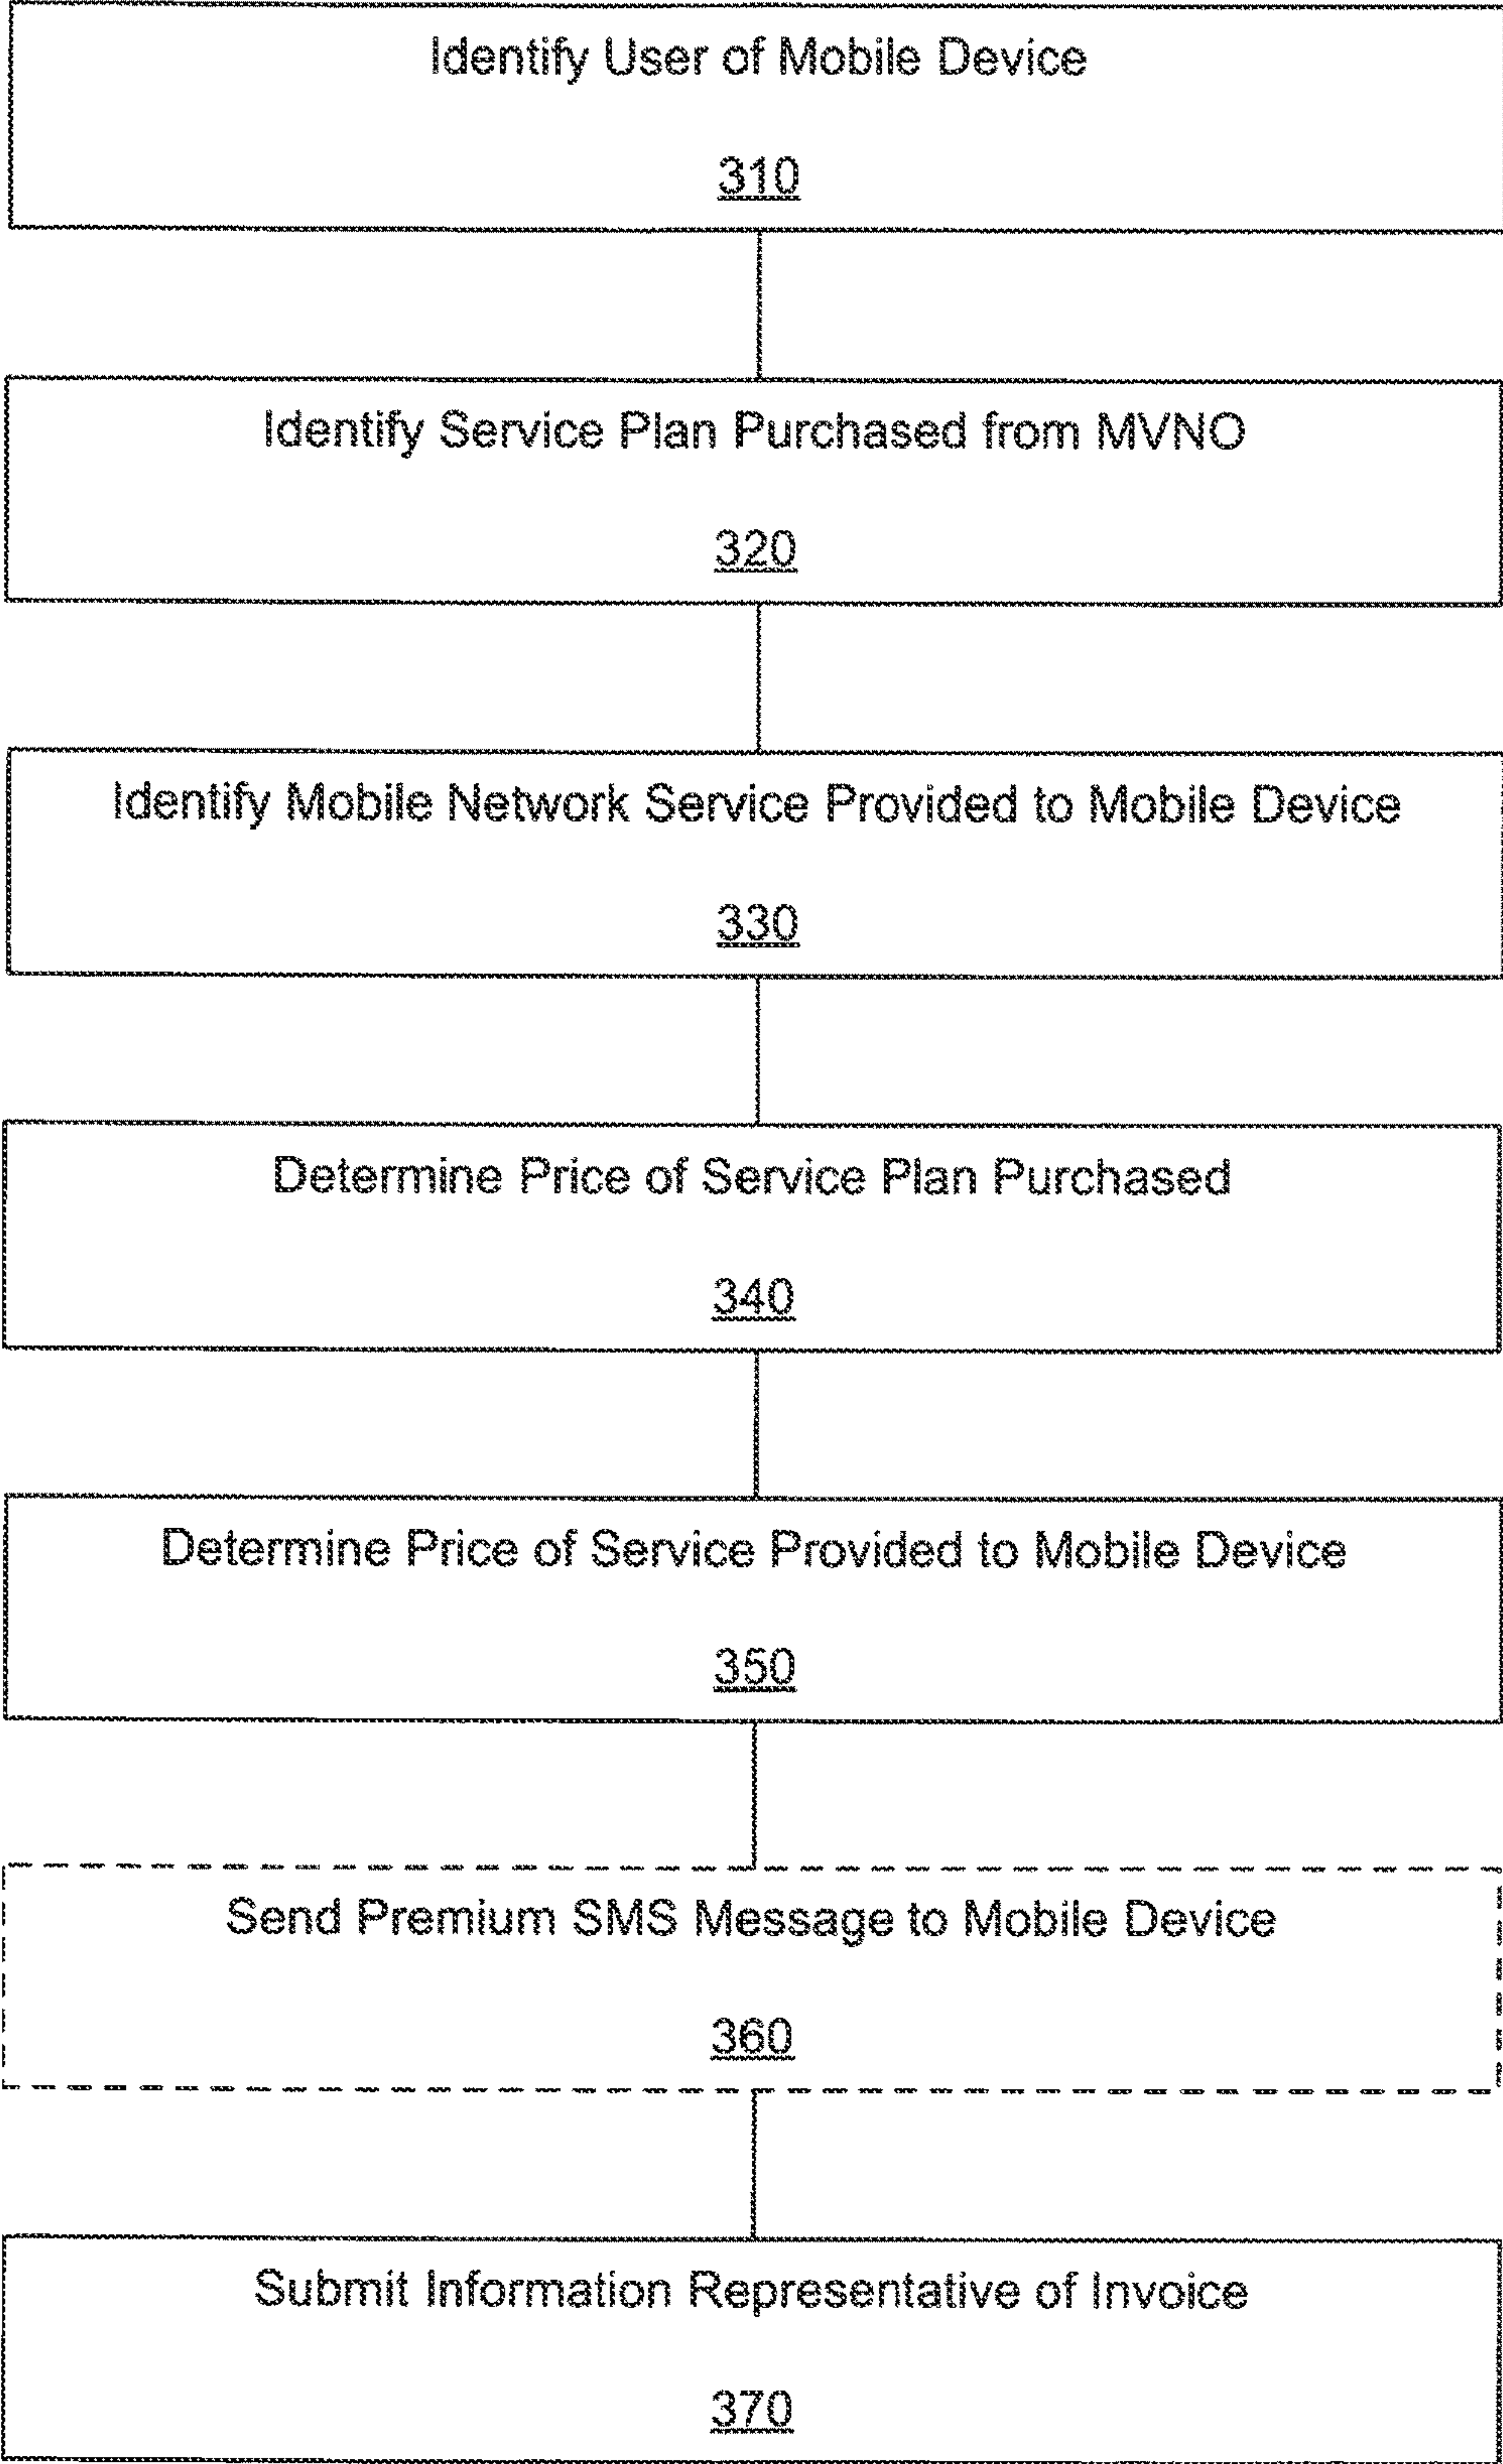 Identify User of Mobile Device
310
Identify Service Plan Purchased from MVNO
320
Identify Mobile Network Service Provided to Mobile Device
330
Determine Price of Service Plan Purchased
340
Determine Price of Service Provided to Mobile Device
350
Send Premium SMS Message to Mobile Device
360
Submit Information Representative of Invoice
370